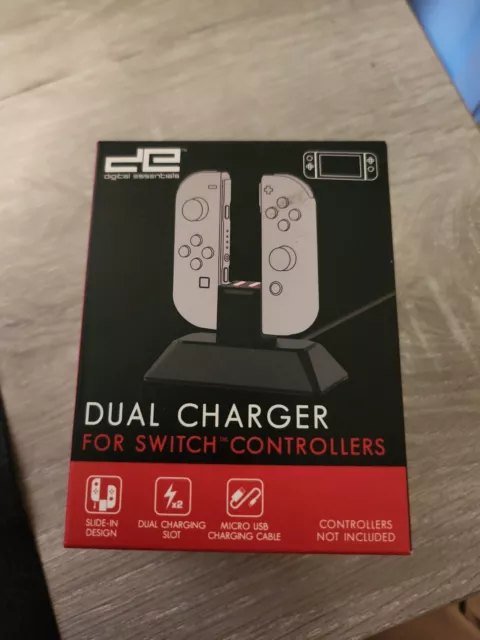 de™
digital essentials
DUAL CHARGER
FOR SWITCH™ CONTROLLERS
SLIDE-IN
DESIGN
x2
DUAL CHARGING
SLOT
MICRO USB
CHARGING CABLE
CONTROLLERS
NOT INCLUDED